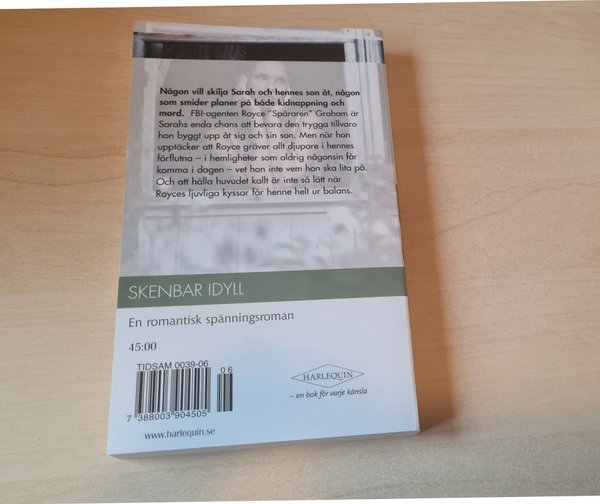 Någon vill skilja Sarah och hennes son åt, någon
som smider planer på både kidnappning och
mord. FBI-agenten Royce "Spåraren" Graham är
Sarahs enda chans att bevara den trygga tillvaro
hon byggt upp åt sig och sin son. Men när hon
upptäcker att Royce gräver allt djupare i hennes
förflutna – i hemligheter som aldrig någonsin får
komma i dagen – vet hon inte vem hon ska lita på.
Och att hålla huvudet kallt är inte så lätt när
Royces ljuvliga kyssar får henne helt ur balans.
SKENBAR IDYLL
En romantisk spänningsroman
45:00
TIDSAM 0039-06
06
7 388003 904505
www.harlequin.se
HARLEQUIN
– en bok för varje känsla